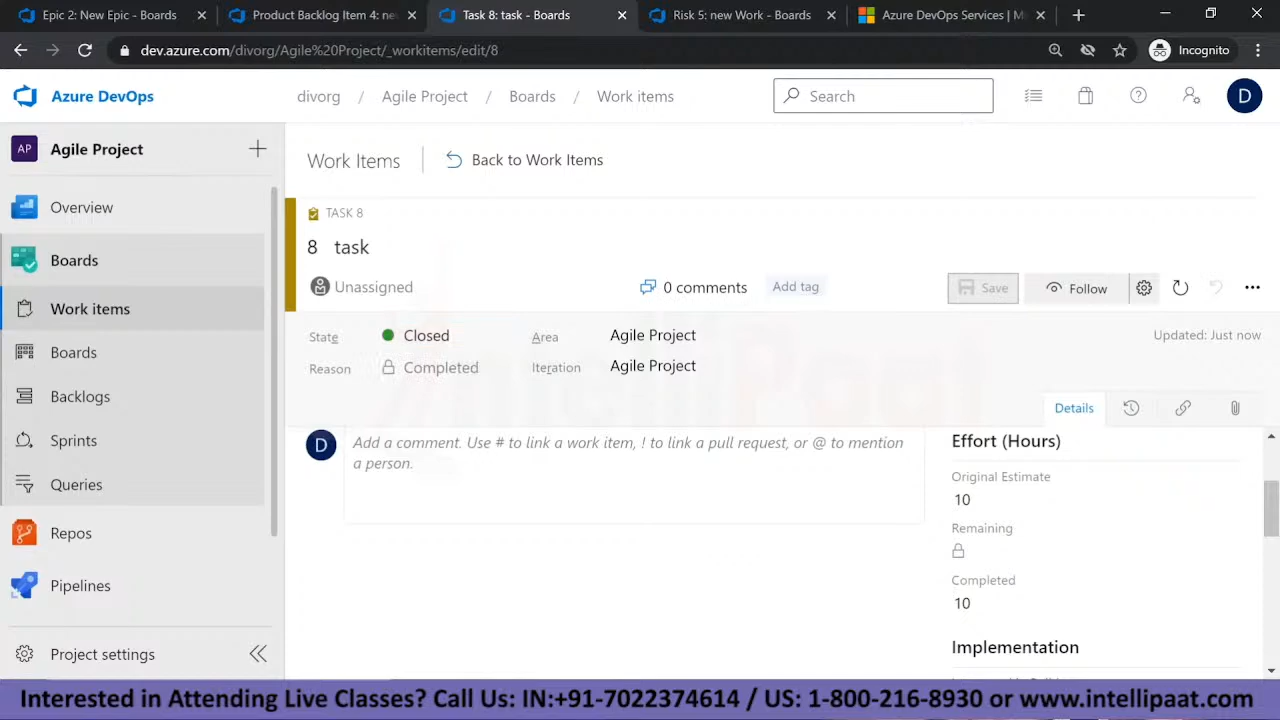 Epic 2: New Epic - Boards
Product Backlog Item 4: ne
Task 8: task - Boards
Risk 5: new Work - Boards
Azure DevOps Services | M
dev.azure.com/divorg/Agile%20Project/_workitems/edit/8
Incognito
Azure DevOps
divorg / Agile Project / Boards / Work items
Search
D
AP Agile Project
Overview
Boards
Work items
Boards
Backlogs
Sprints
Queries
Repos
Pipelines
Project settings
Work Items
Back to Work Items
TASK 8
8 task
Unassigned
0 comments
Add tag
Save
Follow
State Closed
Area Agile Project
Updated: Just now
Reason Completed
Iteration Agile Project
Details
D
Add a comment. Use # to link a work item, ! to link a pull request, or @ to mention
a person.
Effort (Hours)
Original Estimate
10
Remaining
Completed
10
Implementation
Interested in Attending Live Classes? Call Us: IN:+91-7022374614 / US: 1-800-216-8930 or www.intellipaat.com